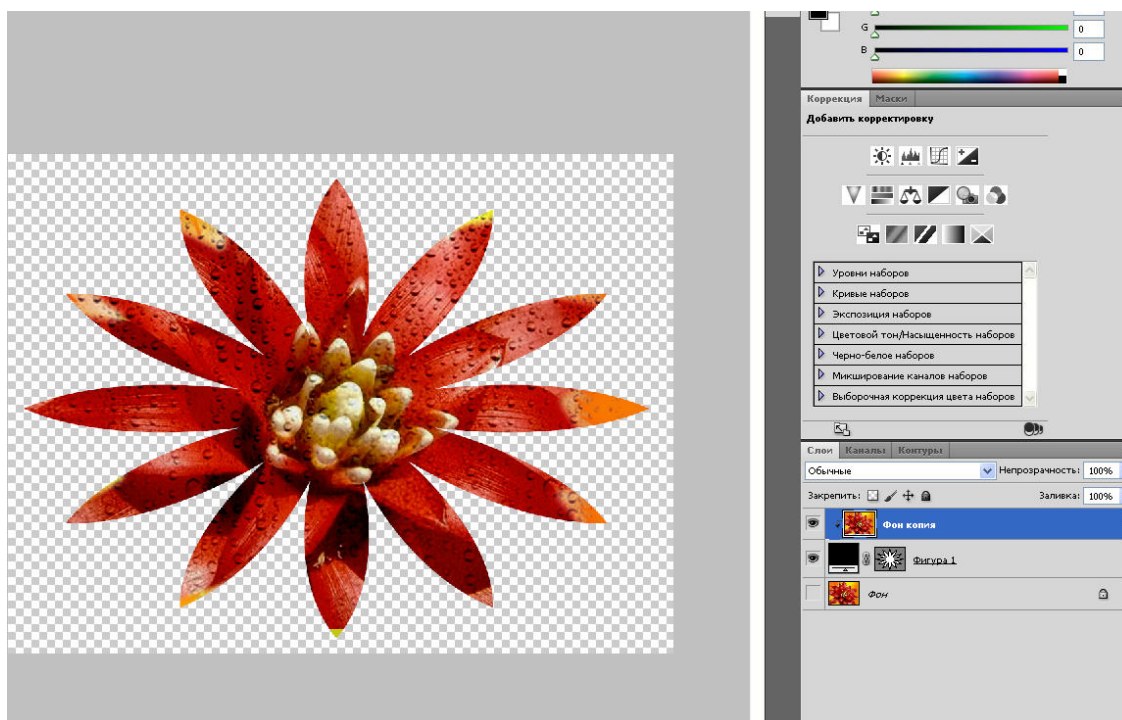 G 0
B 0
Коррекция Маски
Добавить корректировку
Уровни наборов
Кривые наборов
Экспозиция наборов
Цветовой тон/Насыщенность наборов
Черно-белое наборов
Микширование каналов наборов
Выборочная коррекция цвета наборов
Слои Каналы Контуры
Обычные Непрозрачность: 100%
Закрепить: Заливка: 100%
Фон копия
Фигура 1
Фон